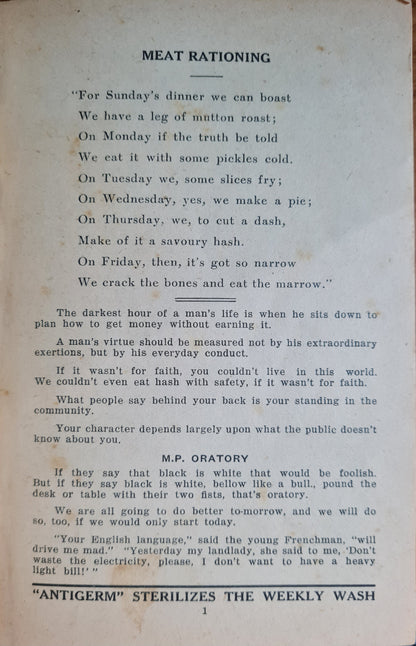 MEAT RATIONING
"For Sunday's dinner we can boast
We have a leg of mutton roast;
On Monday if the truth be told
We eat it with some pickles cold.
On Tuesday we, some slices fry;
On Wednesday, yes, we make a pie;
On Thursday, we, to cut a dash,
Make of it a savoury hash.
On Friday, then, it's got so narrow
We crack the bones and eat the marrow."
The darkest hour of a man's life is when he sits down to
plan how to get money without earning it.
A man's virtue should be measured not by his extraordinary
exertions, but by his everyday conduct.
If it wasn't for faith, you couldn't live in this world.
We couldn't even eat hash with safety, if it wasn't for faith.
What people say behind your back is your standing in the
community.
Your character depends largely upon what the public doesn't
know about you.
M.P. ORATORY
If they say that black is white that would be foolish.
But if they say black is white, bellow like a bull., pound the
desk or table with their two fists, that's oratory.
We are all going to do better to-morrow, and we will do
so, too, if we would only start today.
"Your English language," said the young Frenchman, "will
drive me mad." "Yesterday my landlady, she said to me, 'Don't
waste the electricity, please, I don't want to have a heavy
light bill!' "
"ANTIGERM" STERILIZES THE WEEKLY WASH
1